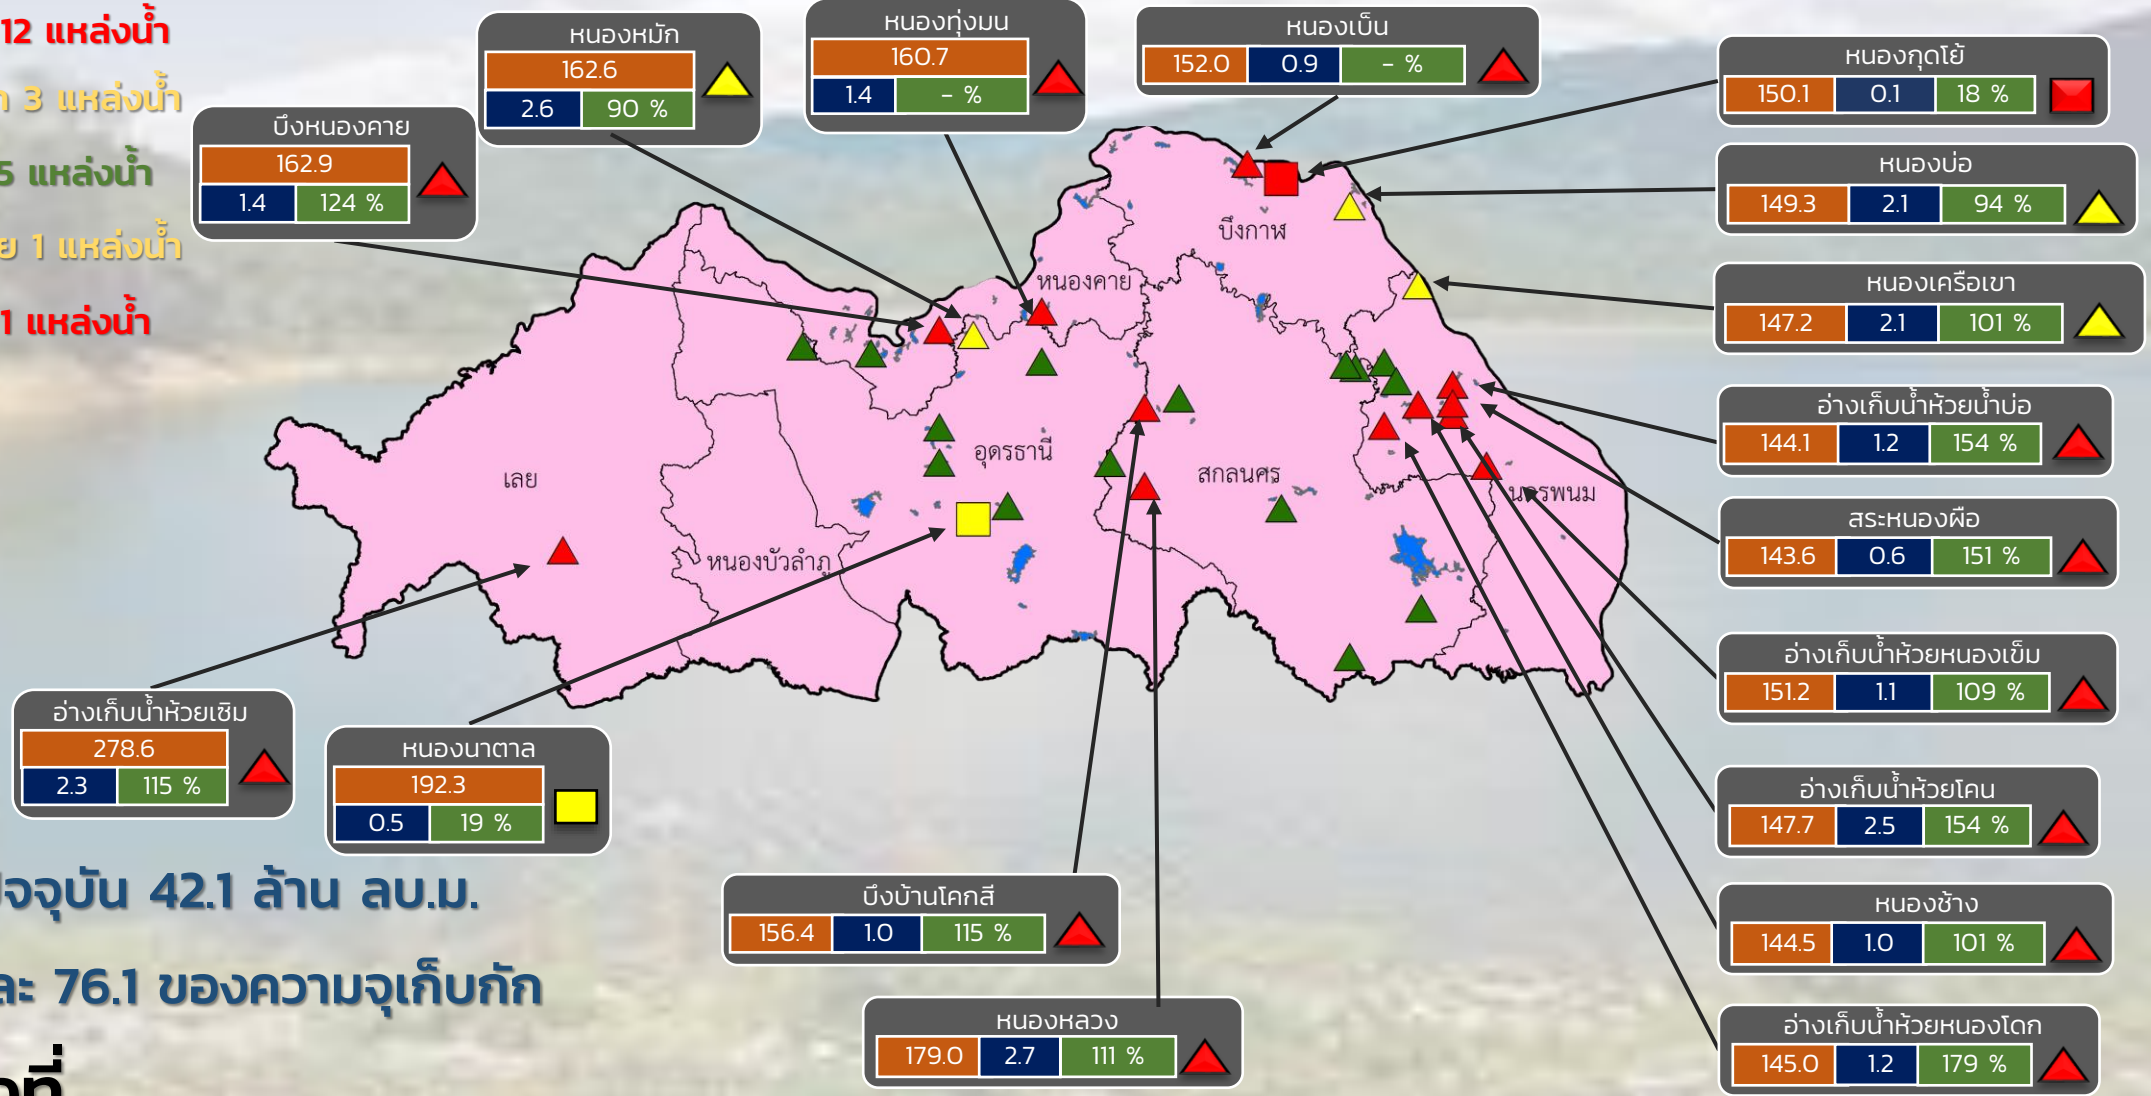 12 แหล่งน้ำ
3 แหล่งน้ำ
5 แหล่งน้ำ
1 แหล่งน้ำ
1 แหล่งน้ำ
หนองหมัก
162.6
2.6 90 %
หนองทุ่งมน
160.7
1.4 - %
หนองเบ็น
152.0 0.9 - %
หนองกุดโย้
150.1 0.1 18 %
บึงหนองคาย
162.9
1.4 124 %
หนองบ่อ
149.3 2.1 94 %
หนองเครือเขา
147.2 2.1 101 %
อ่างเก็บน้ำห้วยน้ำบ่อ
144.1 1.2 154 %
สระหนองผือ
143.6 0.6 151 %
อ่างเก็บน้ำห้วยหนองเข็ม
151.2 1.1 109 %
อ่างเก็บน้ำห้วยโคน
147.7 2.5 154 %
หนองช้าง
144.5 1.0 101 %
อ่างเก็บน้ำห้วยหนองโดก
145.0 1.2 179 %
บึงกาฬ
หนองคาย
อุดรธานี
เลย
สกลนคร
นครพนม
หนองบัวลำภู
อ่างเก็บน้ำห้วยเซิม
278.6
2.3 115 %
หนองนาตาล
192.3
0.5 19 %
บึงบ้านโคกสี
156.4 1.0 115 %
หนองหลวง
179.0 2.7 111 %
ปัจจุบัน 42.1 ล้าน ลบ.ม.
ละ 76.1 ของความจุเก็บกัก